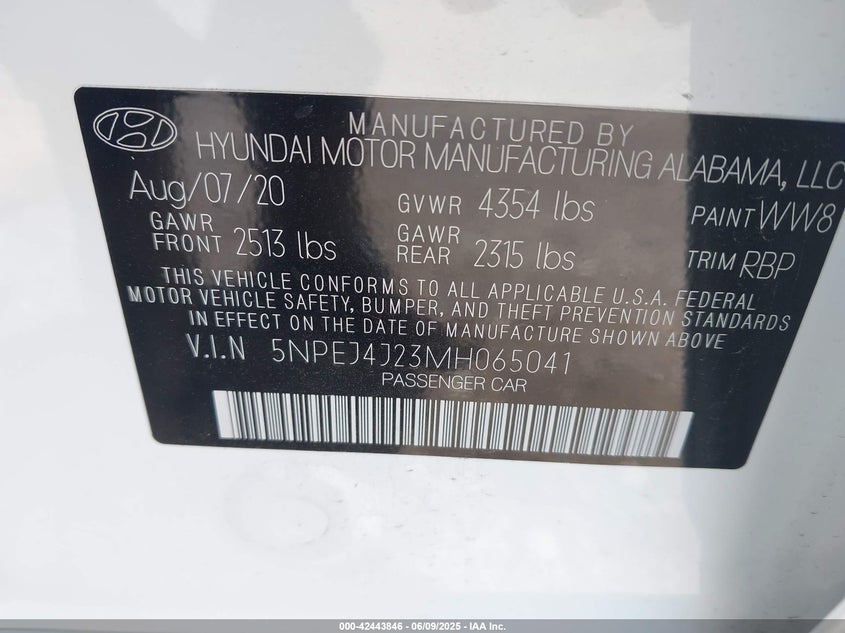 MANUFACTURED BY
HYUNDAI MOTOR MANUFACTURING ALABAMA, LLC
Aug/07/20 GVWR 4354 lbs PAINT WW8
GAWR FRONT 2513 lbs GAWR REAR 2315 lbs TRIM RBP
THIS VEHICLE CONFORMS TO ALL APPLICABLE U.S.A. FEDERAL
MOTOR VEHICLE SAFETY, BUMPER, AND THEFT PREVENTION STANDARDS
IN EFFECT ON THE DATE OF MANUFACTURE SHOWN ABOVE
V.I.N 5NPEJ4J23MH065041
PASSENGER CAR
000-42443846 - 06/09/2025 - IAA Inc.